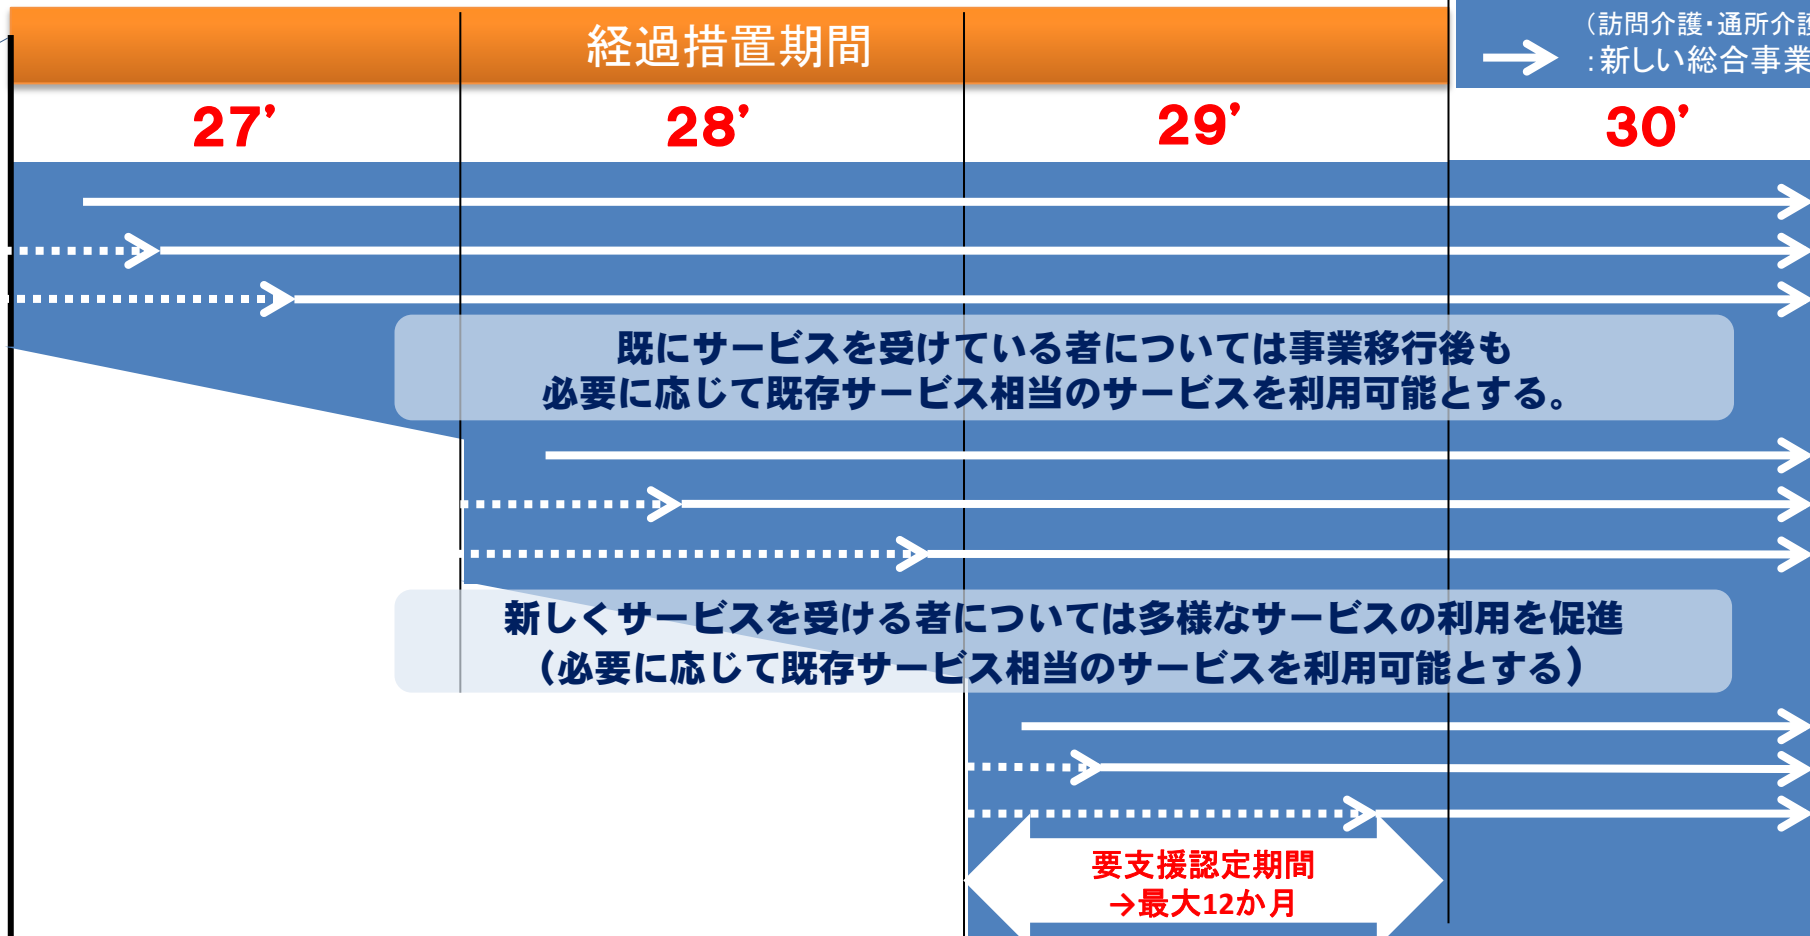 経過措置期間
（訪問介護・通所介護
：新しい総合事業
27’
28’
29’
30’
既にサービスを受けている者については事業移行後も
必要に応じて既存サービス相当のサービスを利用可能とする。
新しくサービスを受ける者については多様なサービスの利用を促進
（必要に応じて既存サービス相当のサービスを利用可能とする）
要支援認定期間
→最大12か月